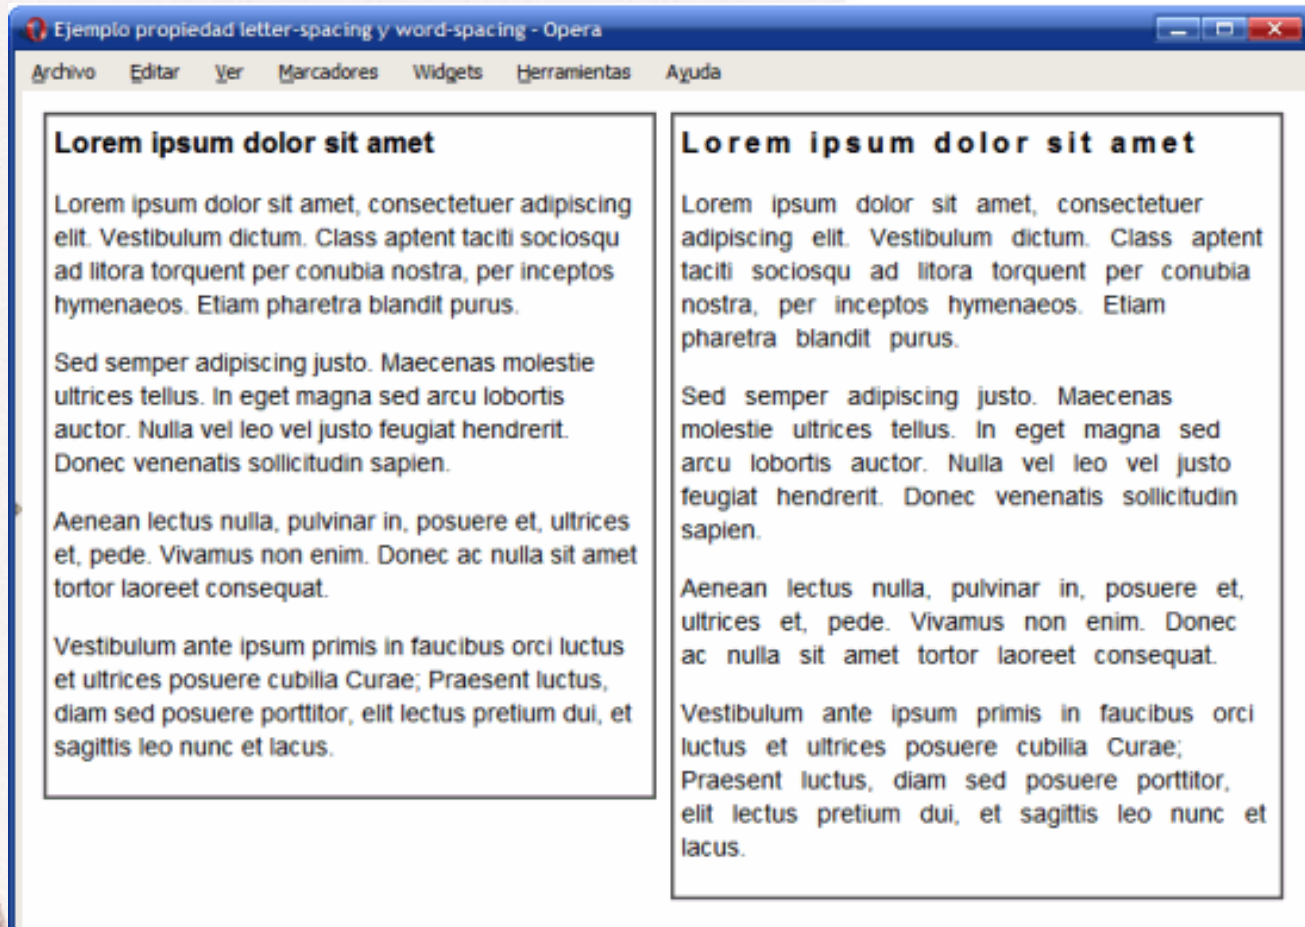 Ejemplo propiedad letter-spacing y word-spacing - Opera
Archivo Editar Ver Marcadores Widgets Herramientas Ayuda
Lorem ipsum dolor sit amet
Lorem ipsum dolor sit amet, consectetuer adipiscing
elit. Vestibulum dictum. Class aptent taciti sociosqu
ad litora torquent per conubia nostra, per inceptos
hymenaeos. Etiam pharetra blandit purus.
Sed semper adipiscing justo. Maecenas molestie
ultrices tellus. In eget magna sed arcu lobortis
auctor. Nulla vel leo vel justo feugiat hendrerit.
Donec venenatis sollicitudin sapien.
Aenean lectus nulla, pulvinar in, posuere et, ultrices
et, pede. Vivamus non enim. Donec ac nulla sit amet
tortor laoreet consequat.
Vestibulum ante ipsum primis in faucibus orci luctus
et ultrices posuere cubilia Curae; Praesent luctus,
diam sed posuere porttitor, elit lectus pretium dui, et
sagittis leo nunc et lacus.
Lorem ipsum dolor sit amet
Lorem ipsum dolor sit amet, consectetuer
adipiscing elit. Vestibulum dictum. Class aptent
taciti sociosqu ad litora torquent per conubia
nostra, per inceptos hymenaeos. Etiam
pharetra blandit purus.
Sed semper adipiscing justo. Maecenas
molestie ultrices tellus. In eget magna sed
arcu lobortis auctor. Nulla vel leo vel justo
feugiat hendrerit. Donec venenatis sollicitudin
sapien.
Aenean lectus nulla, pulvinar in, posuere et,
ultrices et, pede. Vivamus non enim. Donec
ac nulla sit amet tortor laoreet consequat.
Vestibulum ante ipsum primis in faucibus orci
luctus et ultrices posuere cubilia Curae;
Praesent luctus, diam sed posuere porttitor,
elit lectus pretium dui, et sagittis leo nunc et
lacus.